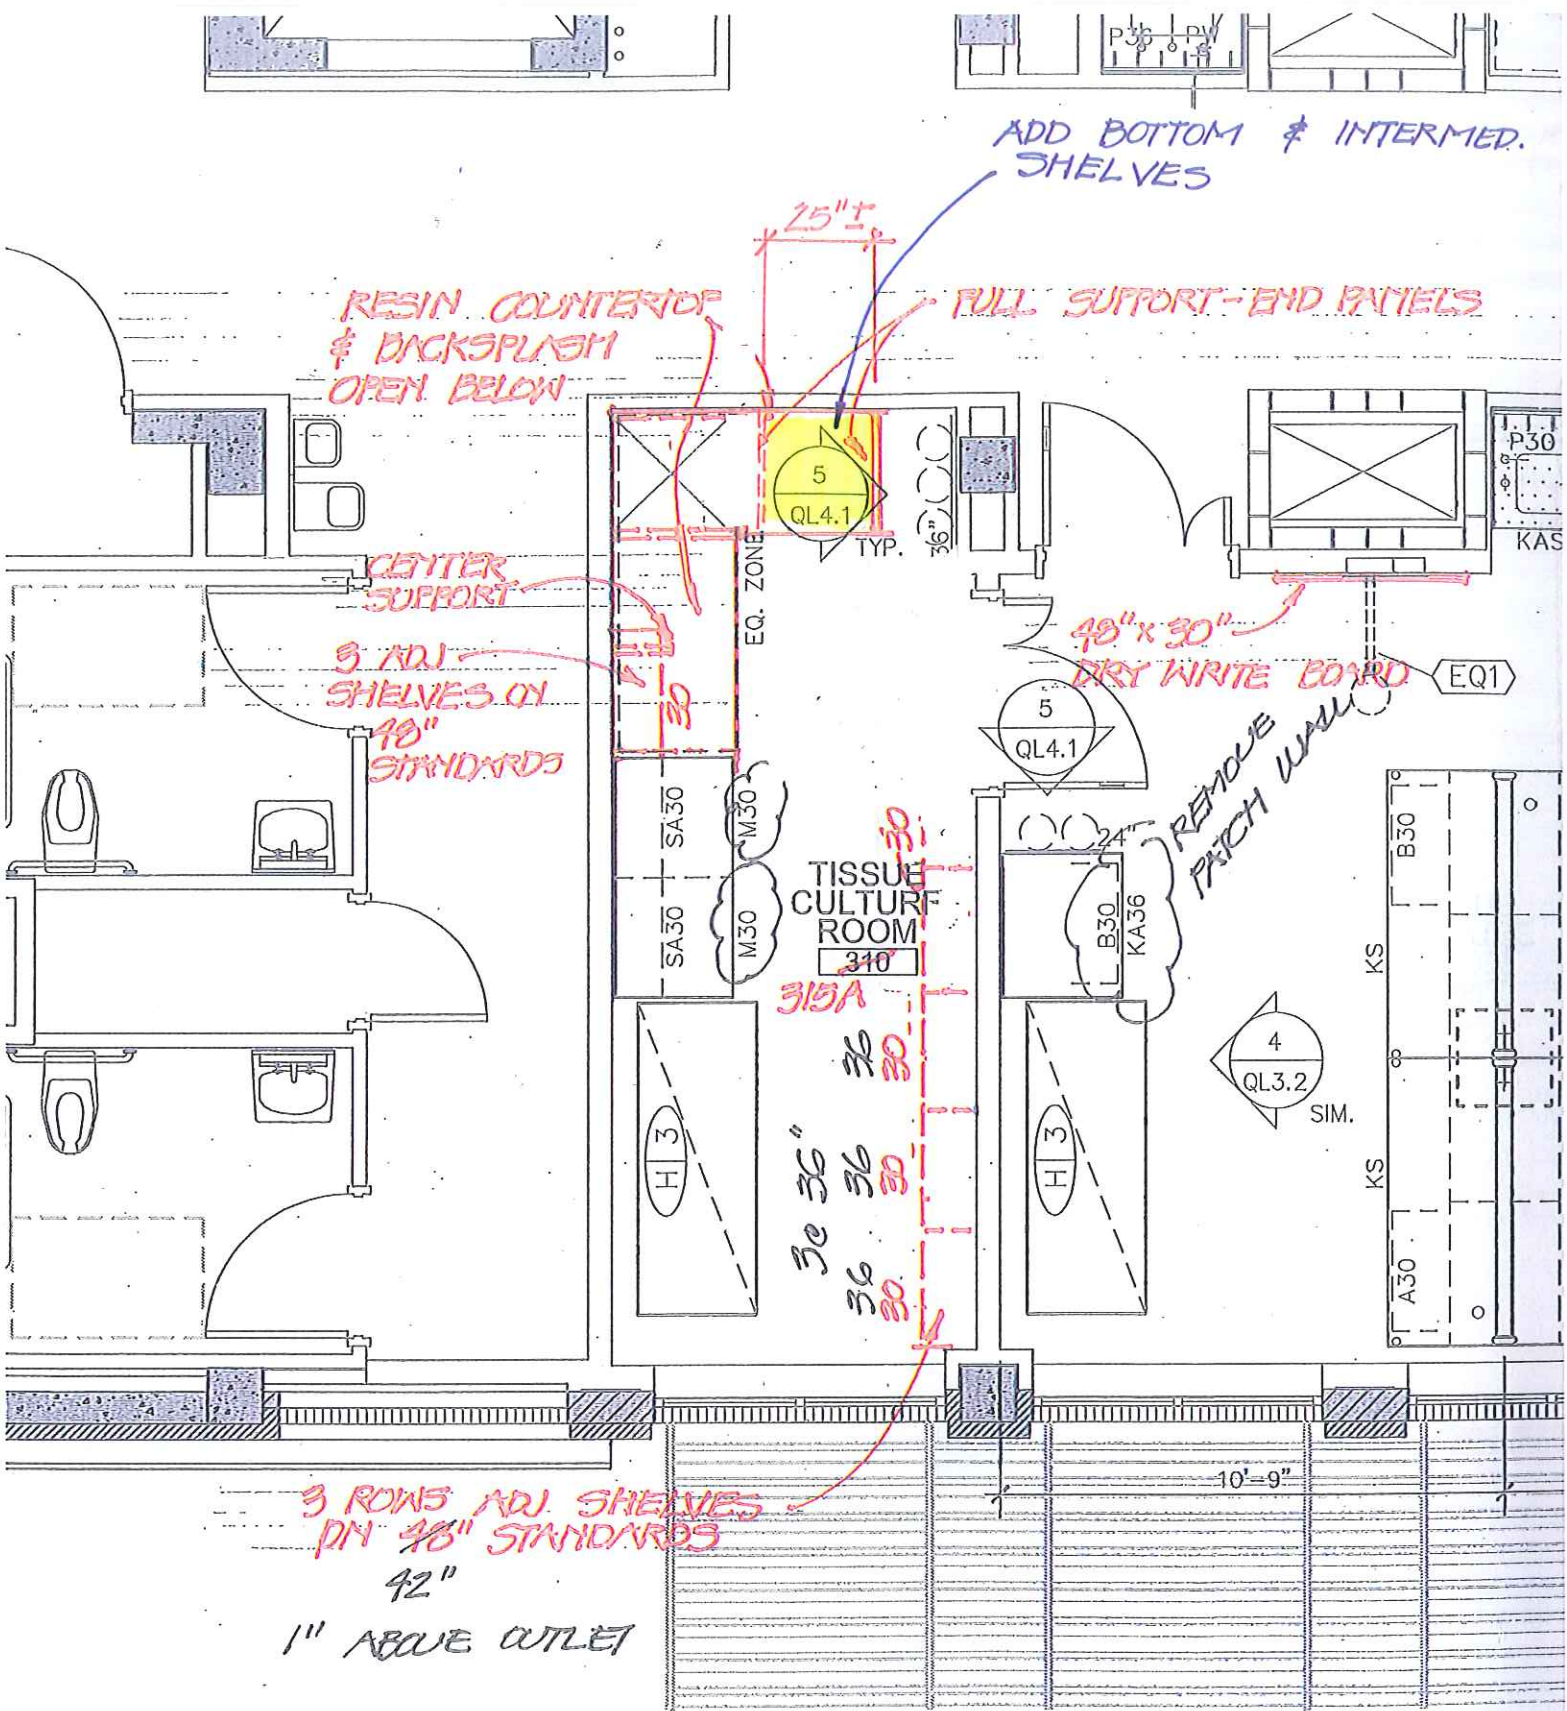 P36 PW
ADD BOTTOM & INTERMED.
SHELVES
25"±
RESIN COUNTERTOP
& BACKSPLASH
OPEN BELOW
FULL SUPPORT-END PANELS
5
QL4.1
TYP.
36"
EQ. ZONE
P30
KAS
CENTER
SUPPORT
3 ADJ
SHELVES ON
48"
STANDARDS
30
48" x 30"
DRY WRITE BOARD
EQ1
REMOVE
PATCH WALL
5
QL4.1
24"
SA30
M30
SA30
M30
TISSUE
CULTURE
ROOM
310
315A
30
B30
KA36
B30
KS
KS
A30
36
30
36
30
36
30
3@ 36"
H 3
H 3
4
QL3.2
SIM.
10'-9"
3 ROWS ADJ. SHELVES
ON 48" STANDARDS
42"
1" ABOVE OUTLET